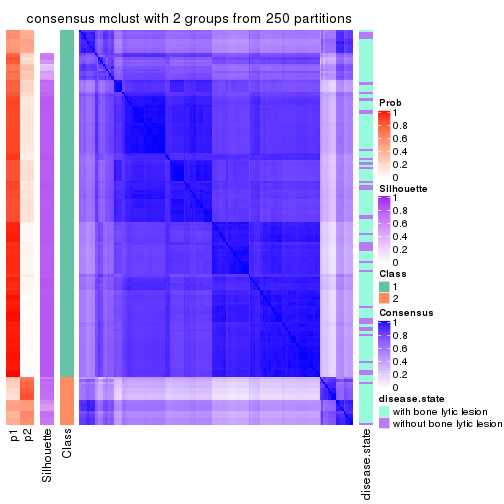 consensus mclust with 2 groups from 250 partitions
Prob
1
0.8
0.6
0.4
0.2
0
Silhouette
1
0.8
0.6
0.4
0.2
0
Class
1
2
Consensus
1
0.8
0.6
0.4
0.2
0
disease.state
with bone lytic lesion
without bone lytic lesion
p1
p2
Silhouette
Class
disease.state